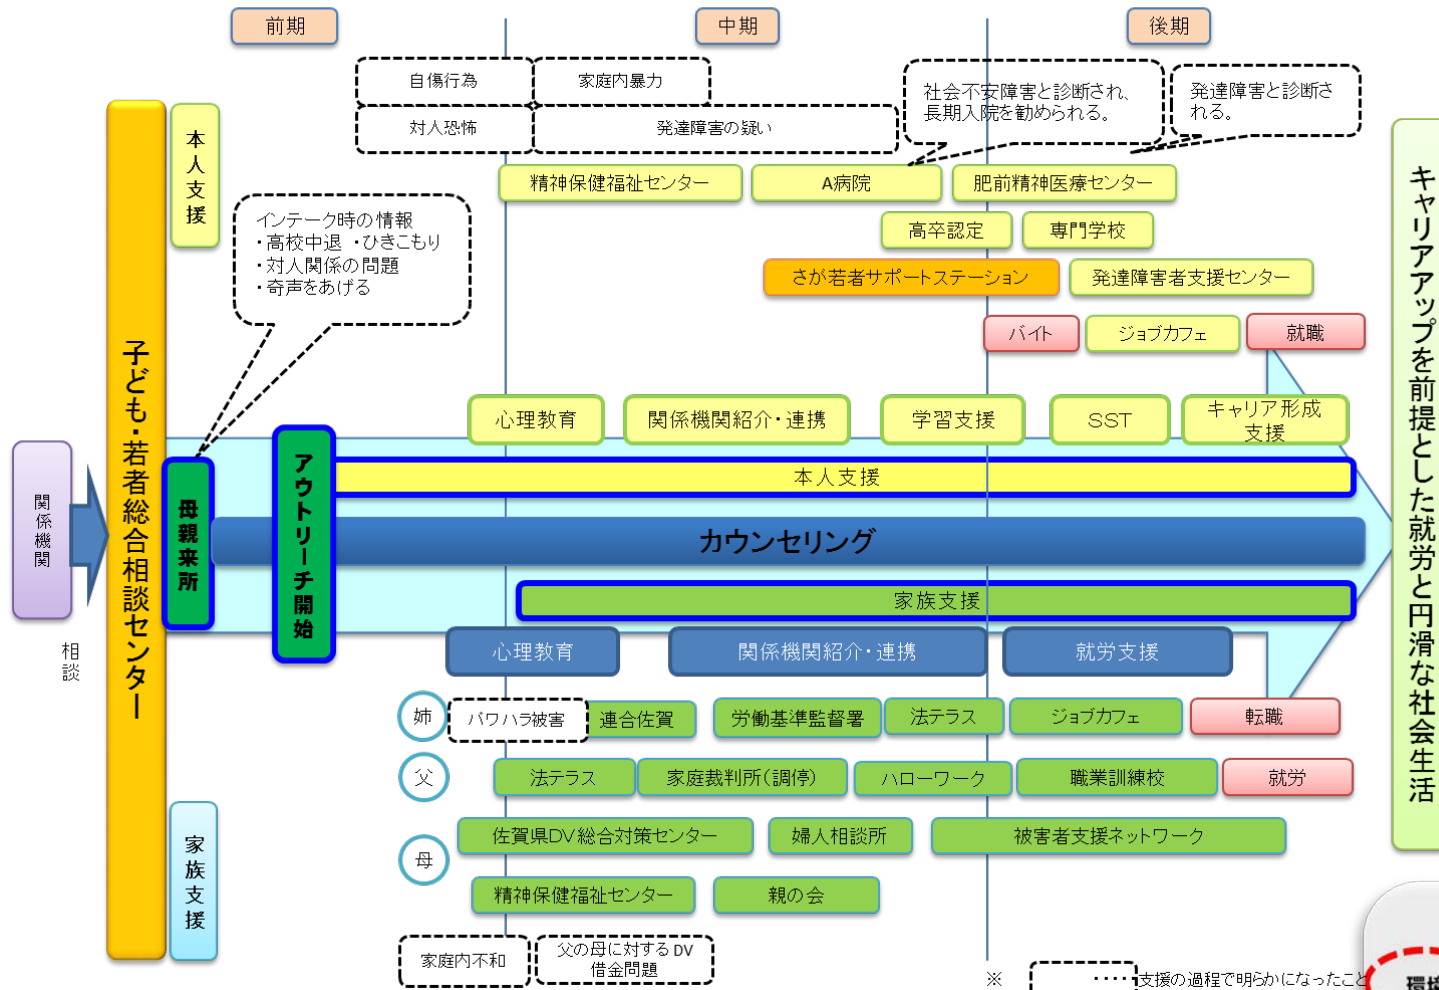 前期
中期
後期
自傷行為
家庭内暴力
対人恐怖
発達障害の疑い
社会不安障害と診断され、
長期入院を勧められる。
発達障害と診断さ
れる。
本人支援
精神保健福祉センター
A病院
肥前精神医療センター
インテーク時の情報
・高校中退 ・ひきこもり
・対人関係の問題
・奇声をあげる
高卒認定
専門学校
さが若者サポートステーション
発達障害者支援センター
バイト
ジョブカフェ
就職
心理教育
関係機関紹介・連携
学習支援
SST
キャリア形成
支援
関係機関
相談
子ども・若者総合相談センター
母親来所
アウトリーチ開始
本人支援
カウンセリング
家族支援
キャリアアップを前提とした就労と円滑な社会生活
心理教育
関係機関紹介・連携
就労支援
姉
パワハラ被害
連合佐賀
労働基準監督署
法テラス
ジョブカフェ
転職
父
法テラス
家庭裁判所(調停)
ハローワーク
職業訓練校
就労
家族支援
母
佐賀県DV総合対策センター
婦人相談所
被害者支援ネットワーク
精神保健福祉センター
親の会
家庭内不和
父の母に対するDV
借金問題
※ ・・・・支援の過程で明らかになったこと
環境